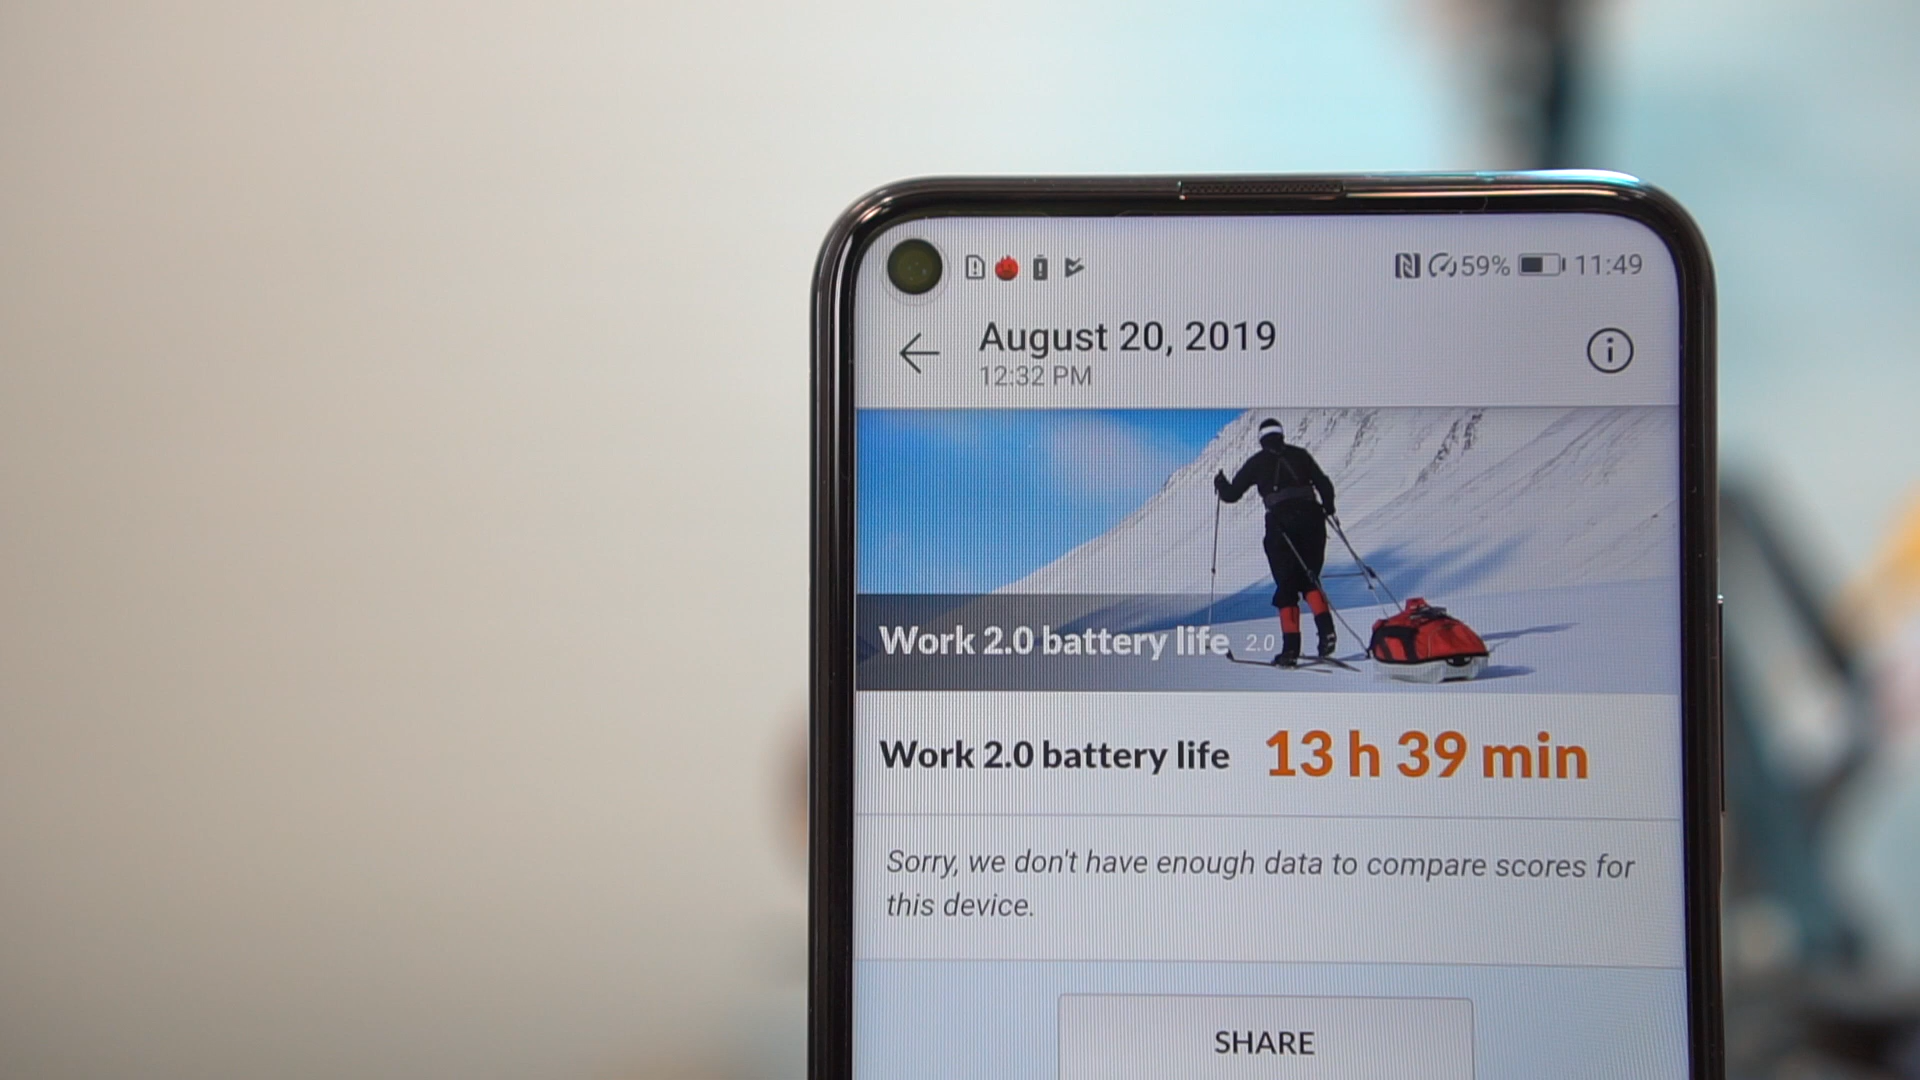 59% 11:49
August 20, 2019
12:32 PM
Work 2.0 battery life 2.0
Work 2.0 battery life 13 h 39 min
Sorry, we don't have enough data to compare scores for
this device.
SHARE